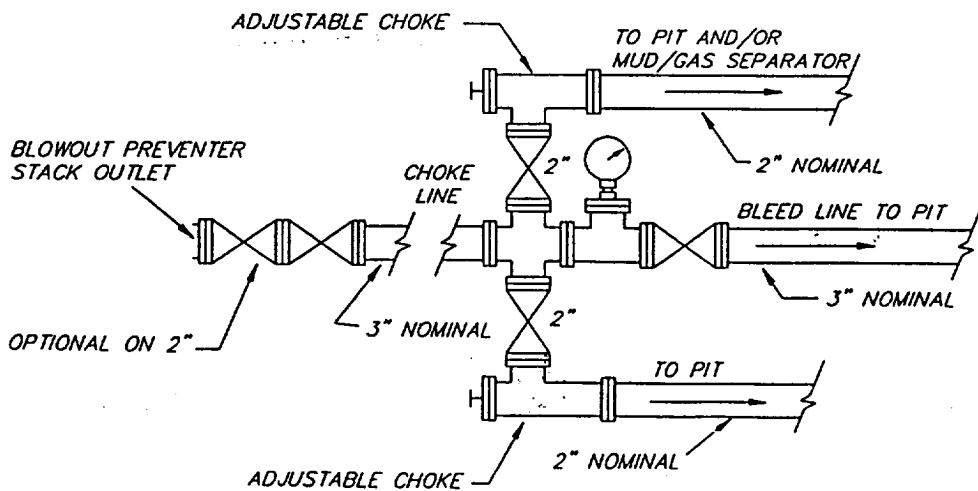 ADJUSTABLE CHOKE
TO PIT AND/OR
MUD/GAS SEPARATOR
BLOWOUT PREVENTER
STACK OUTLET
2"
2" NOMINAL
CHOKE
LINE
BLEED LINE TO PIT
3" NOMINAL
3" NOMINAL
2"
OPTIONAL ON 2"
TO PIT
2" NOMINAL
ADJUSTABLE CHOKE